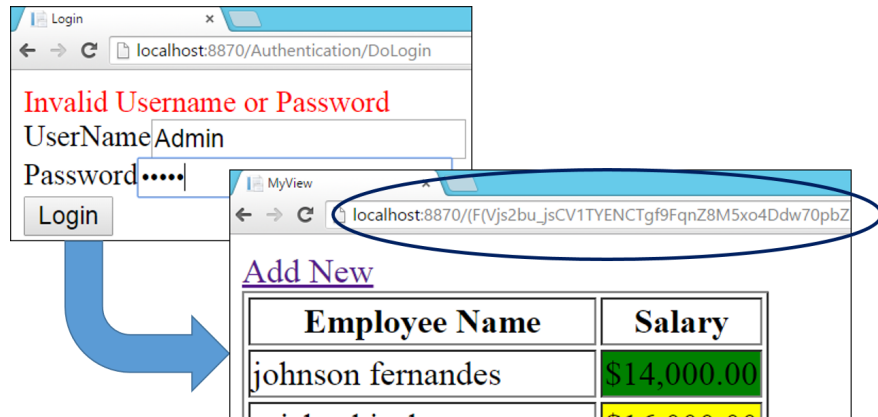 Login
localhost:8870/Authentication/DoLogin
Invalid Username or Password
UserName Admin
Password •••••
Login
MyView
localhost:8870/(F(Vjs2bu_jsCV1TYENCTgf9FqnZ8M5xo4Ddw70pbZ
Add New
Employee Name Salary
johnson fernandes $14,000.00